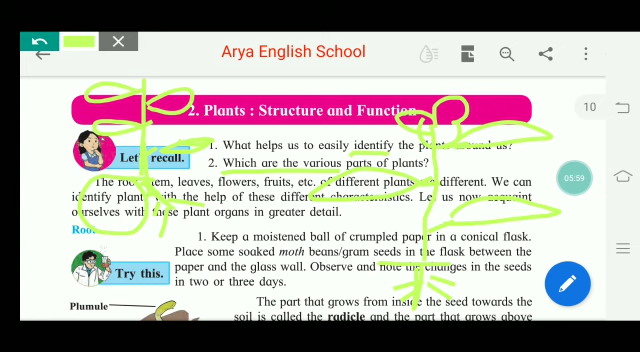 Arya English School
10
2. Plants : Structure and Function
1. What helps us to easily identify the plants around us?
Let's recall.
2. Which are the various parts of plants?
05:59
The root, stem, leaves, flowers, fruits, etc. of different plants are different. We can
identify plants with the help of these different characteristics. Let us now acquaint
ourselves with these plant organs in greater detail.
Root
1. Keep a moistened ball of crumpled paper in a conical flask.
Place some soaked moth beans/gram seeds in the flask between the
Try this.
paper and the glass wall. Observe and note the changes in the seeds
in two or three days.
Plumule
The part that grows from inside the seed towards the
soil is called the radicle and the part that grows above